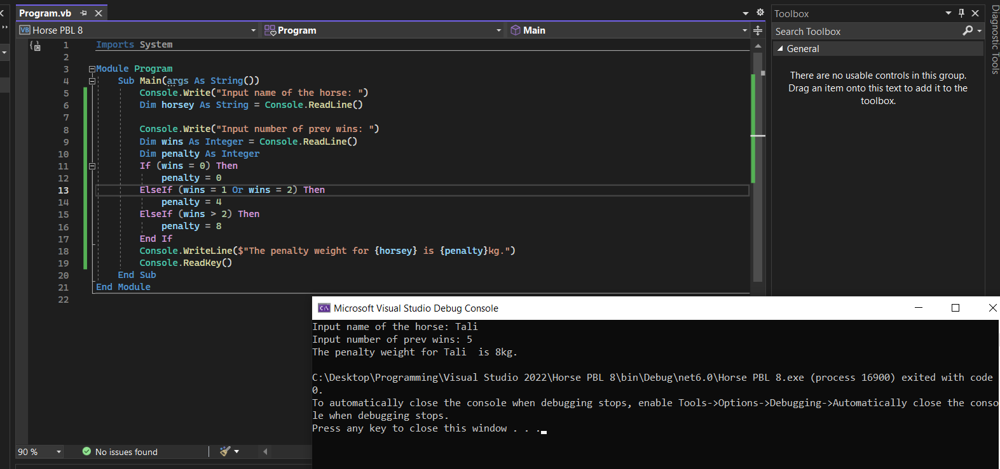 Program.vb
VB Horse PBL 8
Program
Main
1 Imports System
2
3 Module Program
4 Sub Main(args As String())
5 Console.Write("Input name of the horse: ")
6 Dim horsey As String = Console.ReadLine()
7
8 Console.Write("Input number of prev wins: ")
9 Dim wins As Integer = Console.ReadLine()
10 Dim penalty As Integer
11 If (wins = 0) Then
12 penalty = 0
13 ElseIf (wins = 1 Or wins = 2) Then
14 penalty = 4
15 ElseIf (wins > 2) Then
16 penalty = 8
17 End If
18 Console.WriteLine($"The penalty weight for {horsey} is {penalty}kg.")
19 Console.ReadKey()
20 End Sub
21 End Module
22
90 %
No issues found
Toolbox
Search Toolbox
General
There are no usable controls in this group.
Drag an item onto this text to add it to the
toolbox.
Diagnostic Tools
C:\ Microsoft Visual Studio Debug Console
Input name of the horse: Tali
Input number of prev wins: 5
The penalty weight for Tali  is 8kg.
C:\Desktop\Programming\Visual Studio 2022\Horse PBL 8\bin\Debug\net6.0\Horse PBL 8.exe (process 16900) exited with code
0.
To automatically close the console when debugging stops, enable Tools->Options->Debugging->Automatically close the conso
le when debugging stops.
Press any key to close this window . . .